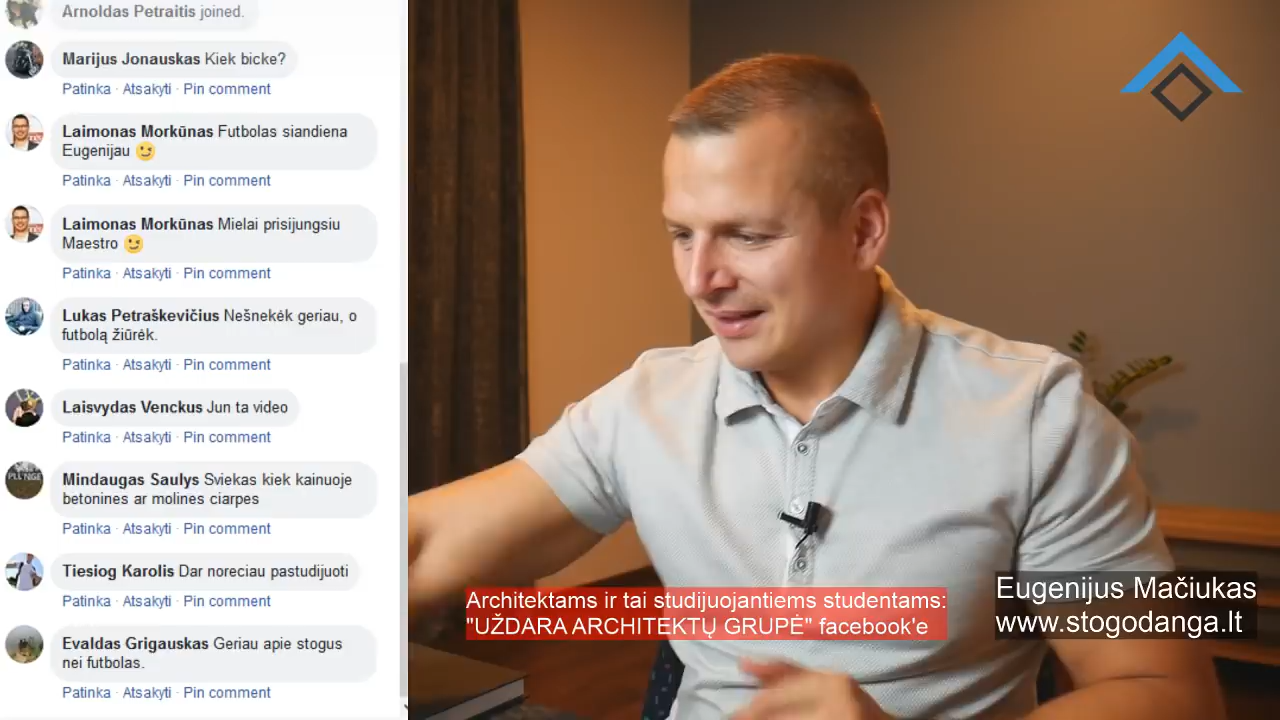 Arnoldas Petraitis joined.
Marijus Jonauskas Kiek bicke?
Patinka · Atsakyti · Pin comment
Laimonas Morkūnas Futbolas siandiena
Eugenijau 😉
Patinka · Atsakyti · Pin comment
Laimonas Morkūnas Mielai prisijungsiu
Maestro 😉
Patinka · Atsakyti · Pin comment
Lukas Petraškevičius Nešnekėk geriau, o
futbolą žiūrėk.
Patinka · Atsakyti · Pin comment
Laisvydas Venckus Jun ta video
Patinka · Atsakyti · Pin comment
Mindaugas Saulys Sviekas kiek kainuoje
betonines ar molines ciarpes
Patinka · Atsakyti · Pin comment
Tiesiog Karolis Dar noreciau pastudijuoti
Patinka · Atsakyti · Pin comment
Evaldas Grigauskas Geriau apie stogus
nei futbolas.
Patinka · Atsakyti · Pin comment
Architektams ir tai studijuojantiems studentams:
"UŽDARA ARCHITEKTŲ GRUPĖ" facebook'e
Eugenijus Mačiukas
www.stogodanga.lt